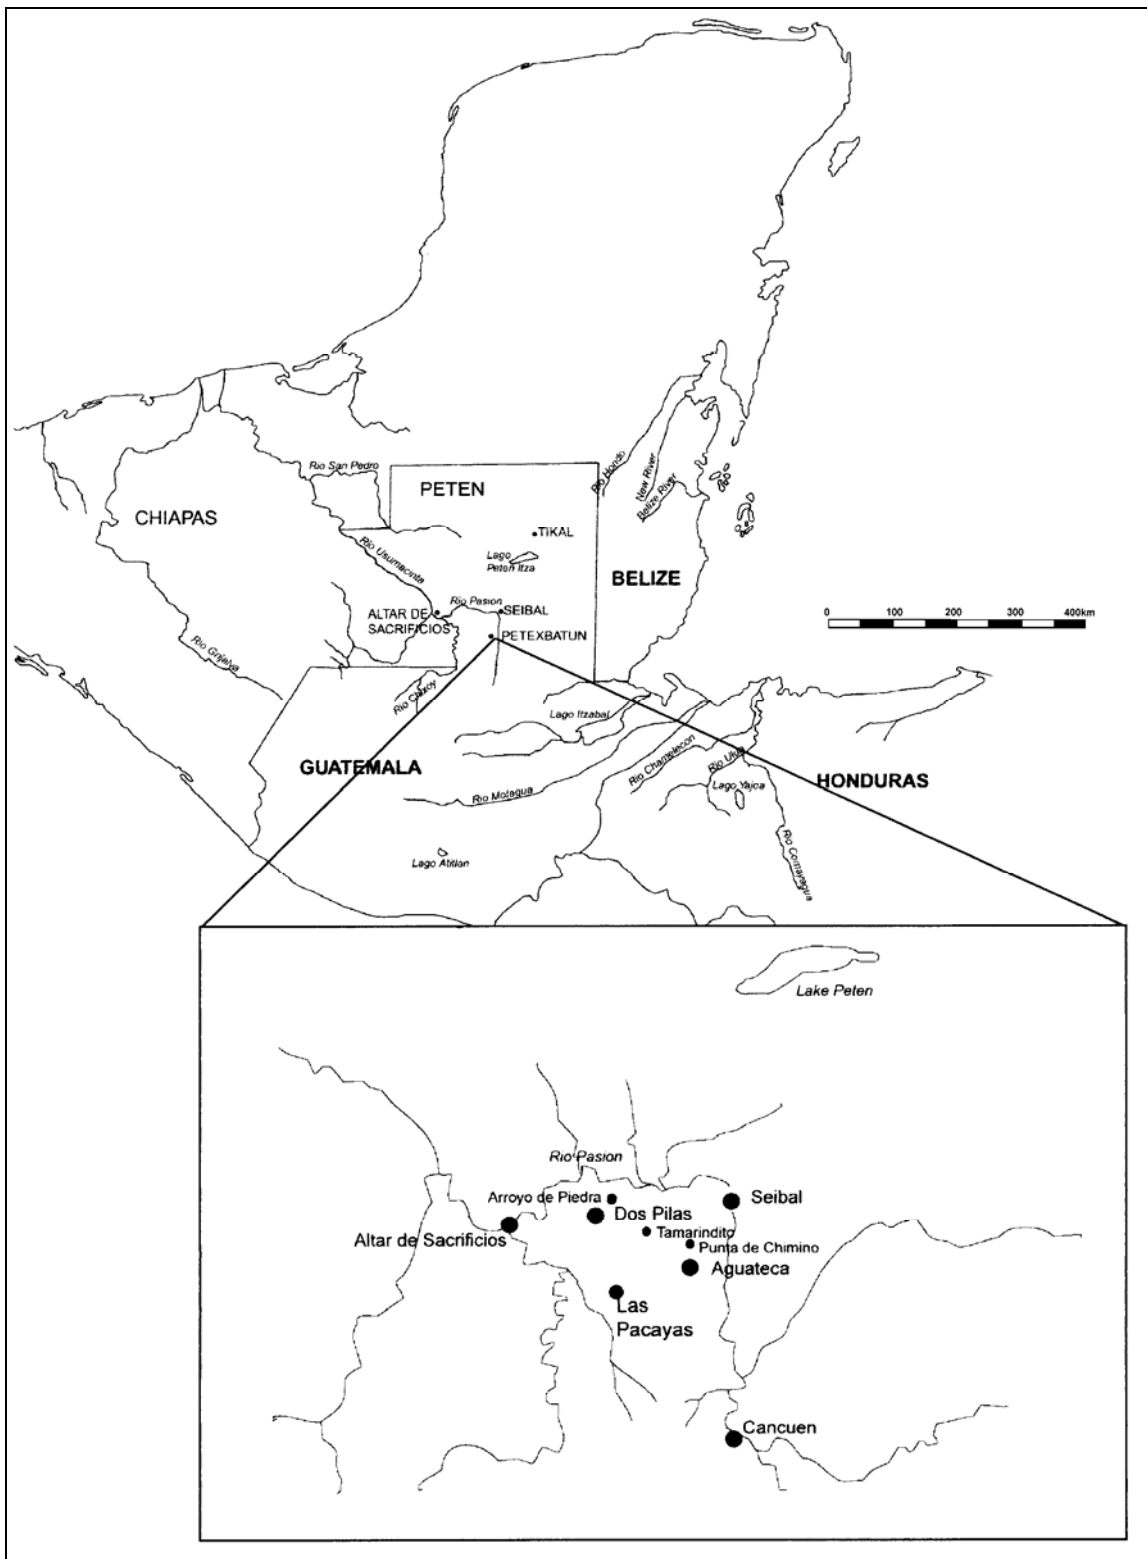 Rio San Pedro
PETEN
Rio Hondo
New River
Belize River
CHIAPAS
TIKAL
Lago
Peten Itza
Rio Usumacinta
BELIZE
0 100 200 300 400km
Rio Pasion
SEIBAL
ALTAR DE
SACRIFICIOS
PETEXBATUN
Rio Grijalva
Rio Chixoy
Lago Itzabal
GUATEMALA
Rio Chamelecon
Rio Ulua
HONDURAS
Rio Motagua
Lago Yajoa
Lago Atitlan
Rio Comayagua
Lake Peten
Rio Pasion
Arroyo de Piedra
Seibal
Dos Pilas
Altar de Sacrificios
Tamarindito
Punta de Chimino
Aguateca
Las
Pacayas
Cancuen